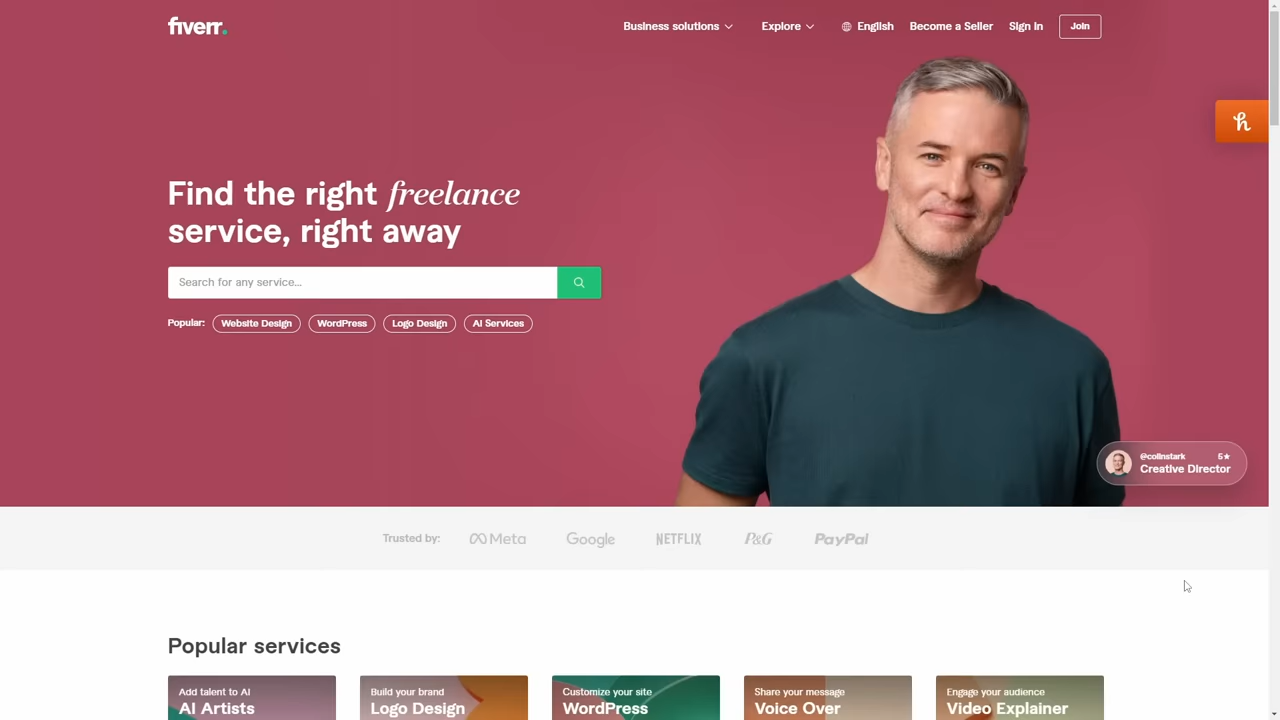 fiverr.
Business solutions
Explore
English
Become a Seller
Sign in
Join
h
Find the right freelance
service, right away
Search for any service...
Popular:
Website Design
WordPress
Logo Design
AI Services
@colinstark 5★
Creative Director
Trusted by:
Meta
Google
NETFLIX
P&G
PayPal
Popular services
Add talent to AI
AI Artists
Build your brand
Logo Design
Customize your site
WordPress
Share your message
Voice Over
Engage your audience
Video Explainer